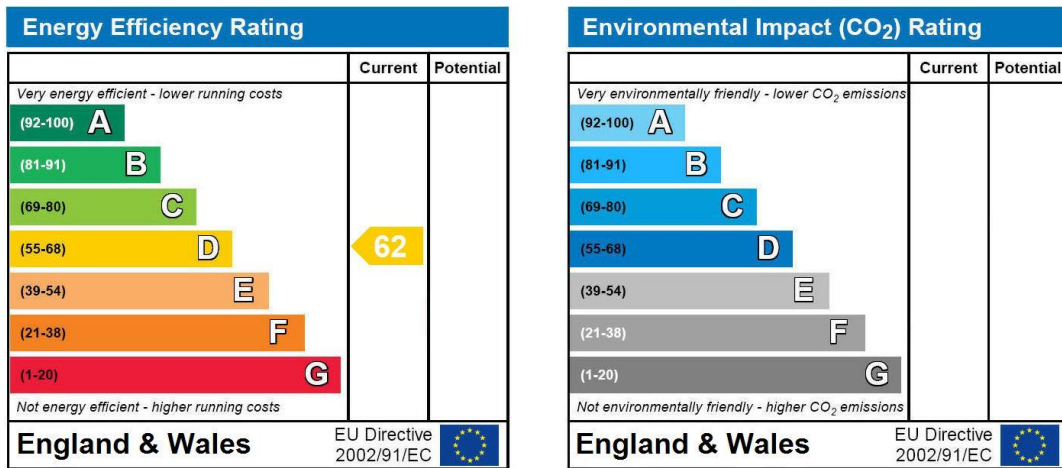 Energy Efficiency Rating
Current Potential
Very energy efficient - lower running costs
(92-100) A
(81-91) B
(69-80) C
(55-68) D
62
(39-54) E
(21-38) F
(1-20) G
Not energy efficient - higher running costs
England & Wales
EU Directive
2002/91/EC
Environmental Impact (CO₂) Rating
Current Potential
Very environmentally friendly - lower CO₂ emissions
(92-100) A
(81-91) B
(69-80) C
(55-68) D
(39-54) E
(21-38) F
(1-20) G
Not environmentally friendly - higher CO₂ emissions
England & Wales
EU Directive
2002/91/EC